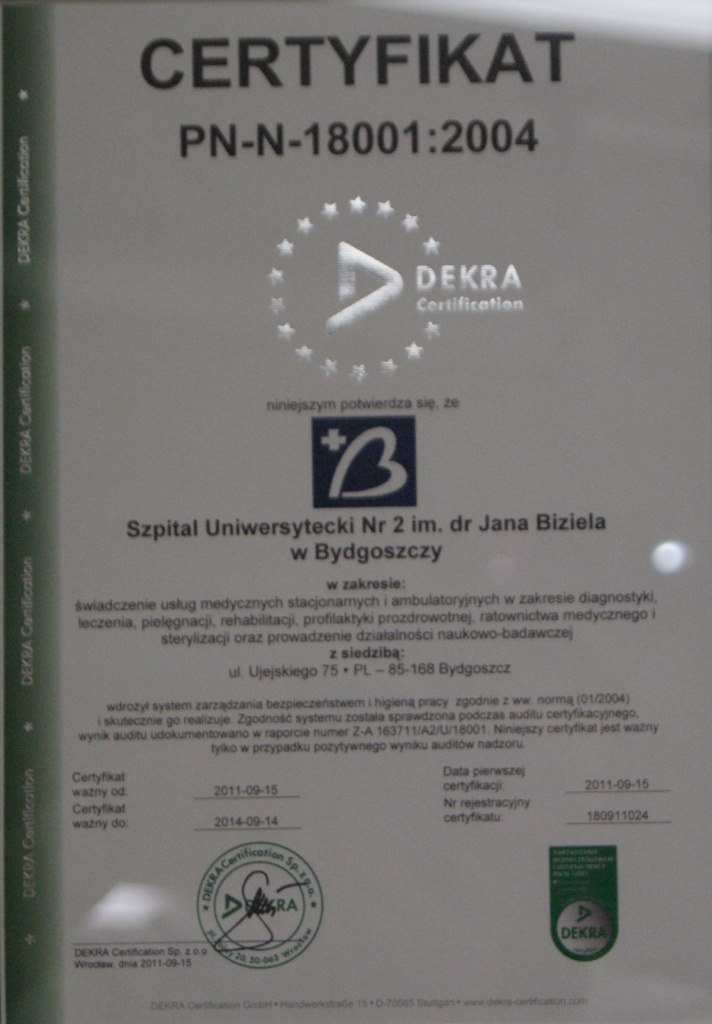 CERTYFIKAT
PN-N-18001:2004
DEKRA
Certification
niniejszym potwierdza się, że
B
Szpital Uniwersytecki Nr 2 im. dr Jana Biziela
w Bydgoszczy
w zakresie:
świadczenie usług medycznych stacjonarnych i ambulatoryjnych w zakresie diagnostyki,
leczenia, pielęgnacji, rehabilitacji, profilaktyki prozdrowotnej, ratownictwa medycznego i
sterylizacji oraz prowadzenie działalności naukowo-badawczej
z siedzibą:
ul. Ujejskiego 75 • PL – 85-168 Bydgoszcz
wdrożył system zarządzania bezpieczeństwem i higieną pracy zgodnie z ww. normą (01/2004)
i skutecznie go realizuje. Zgodność systemu została sprawdzona podczas auditu certyfikacyjnego,
wynik auditu udokumentowano w raporcie numer Z-A 163711/A2/U/18001. Niniejszy certyfikat jest ważny
tylko w przypadku pozytywnego wyniku auditów nadzoru.
Certyfikat
ważny od: 2011-09-15
Certyfikat
ważny do: 2014-09-14
Data pierwszej
certyfikacji: 2011-09-15
Nr rejestracyjny
certyfikatu: 180911024
DEKRA Certification Sp. z o.o.
DEKRA
50-063 Wrocław
DEKRA Certification Sp. z o.o
Wrocław, dnia 2011-09-15
PN-N 18001
DEKRA
DEKRA Certification GmbH • Handwerkstraße 15 • D-70565 Stuttgart • www.dekra-certification.com
DEKRA Certification
DEKRA Certification
DEKRA Certification
DEKRA Certification